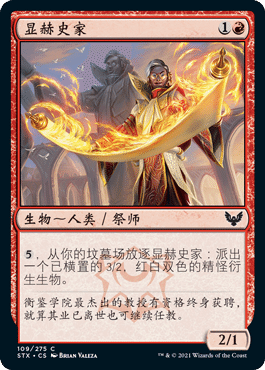 显赫史家 1
生物～人类／祭师
5，从你的坟墓场放逐显赫史家：派出
一个已横置的3/2，红白双色的精怪衍
生生物。
衡鉴学院最杰出的教授有资格终身获聘，
就算其业已离世也可继续任教。
2/1
109/275 C
STX • CS BRIAN VALEZA
™ & © 2021 Wizards of the Coast